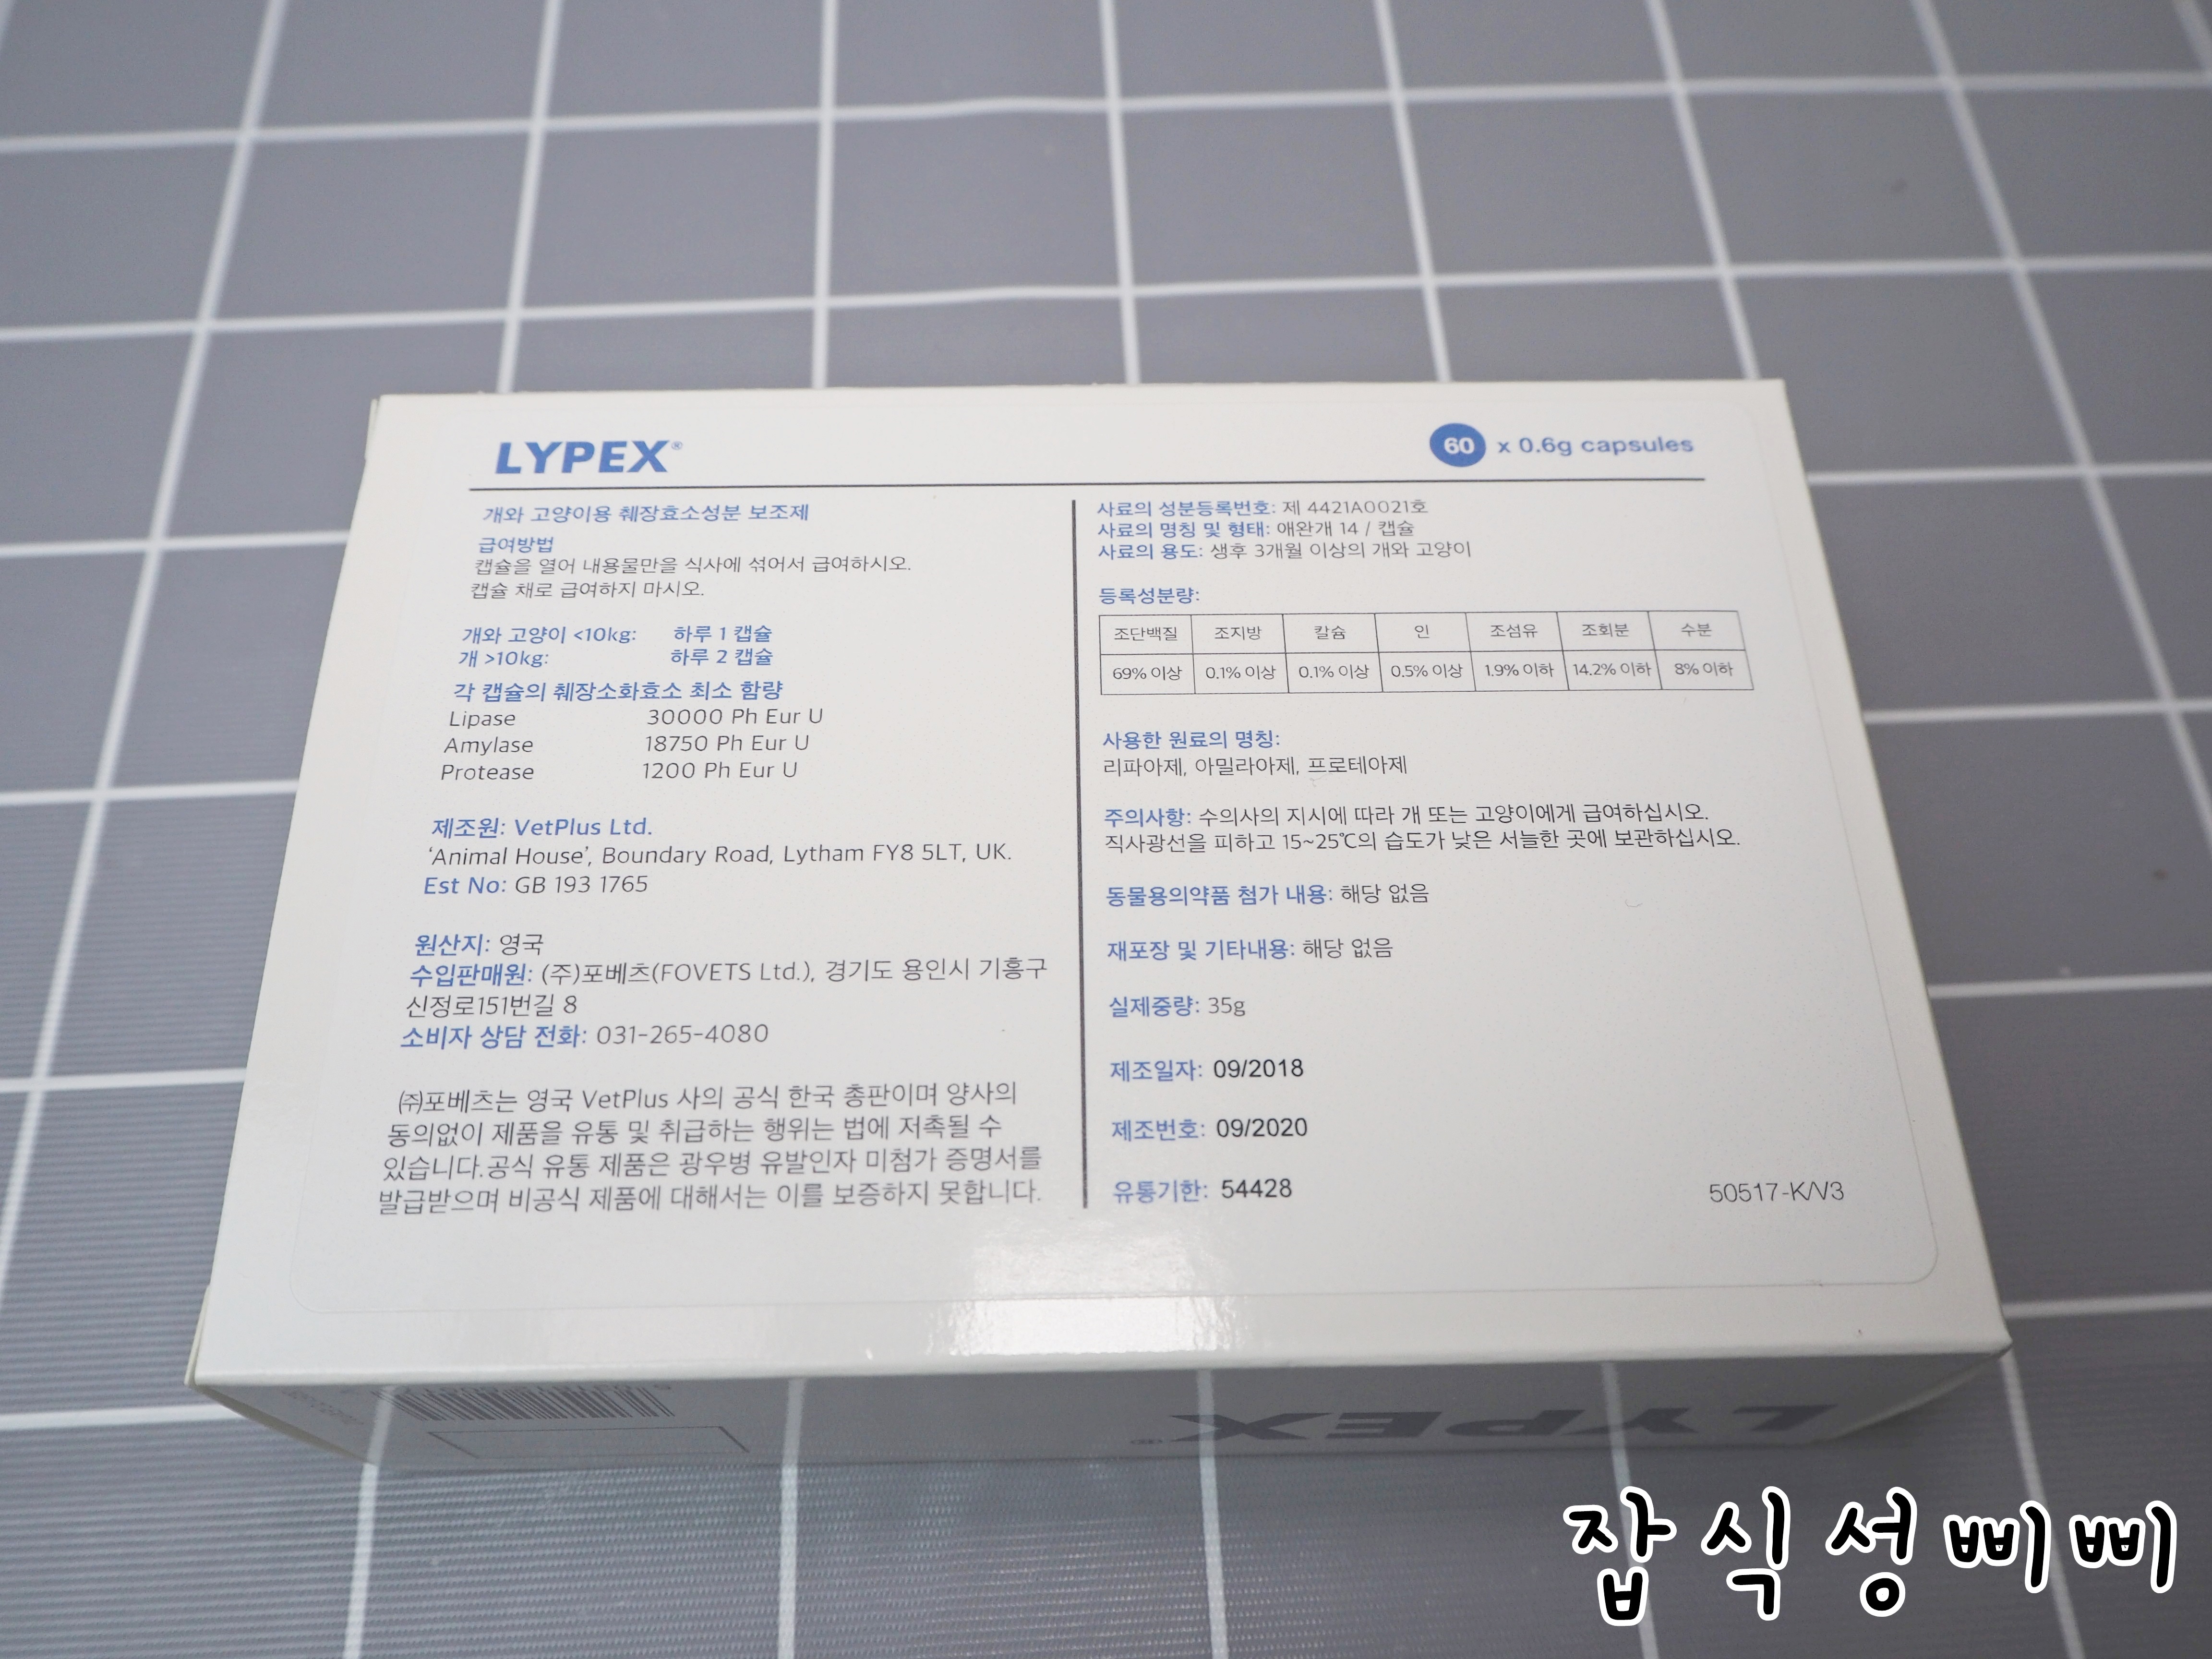 LYPEX®
60 x 0.6g capsules
개와 고양이용 췌장효소성분 보조제
급여방법
캡슐을 열어 내용물만을 식사에 섞어서 급여하시오.
캡슐 채로 급여하지 마시오.
개와 고양이 <10kg: 하루 1 캡슐
개 >10kg: 하루 2 캡슐
각 캡슐의 췌장소화효소 최소 함량
Lipase 30000 Ph Eur U
Amylase 18750 Ph Eur U
Protease 1200 Ph Eur U
제조원: VetPlus Ltd.
‘Animal House’, Boundary Road, Lytham FY8 5LT, UK.
Est No: GB 193 1765
원산지: 영국
수입판매원: (주)포베츠(FOVETS Ltd.), 경기도 용인시 기흥구
신정로151번길 8
소비자 상담 전화: 031-265-4080
㈜포베츠는 영국 VetPlus 사의 공식 한국 총판이며 양사의
동의없이 제품을 유통 및 취급하는 행위는 법에 저촉될 수
있습니다.공식 유통 제품은 광우병 유발인자 미첨가 증명서를
발급받으며 비공식 제품에 대해서는 이를 보증하지 못합니다.
사료의 성분등록번호: 제 4421A0021호
사료의 명칭 및 형태: 애완개 14 / 캡슐
사료의 용도: 생후 3개월 이상의 개와 고양이
등록성분량:
조단백질 조지방 칼슘 인 조섬유 조회분 수분
69% 이상 0.1% 이상 0.1% 이상 0.5% 이상 1.9% 이하 14.2% 이하 8% 이하
사용한 원료의 명칭:
리파아제, 아밀라아제, 프로테아제
주의사항: 수의사의 지시에 따라 개 또는 고양이에게 급여하십시오.
직사광선을 피하고 15~25℃의 습도가 낮은 서늘한 곳에 보관하십시오.
동물용의약품 첨가 내용: 해당 없음
재포장 및 기타내용: 해당 없음
실제중량: 35g
제조일자: 09/2018
제조번호: 09/2020
유통기한: 54428
50517-K/V3
LYPEX®
잡식성삐삐